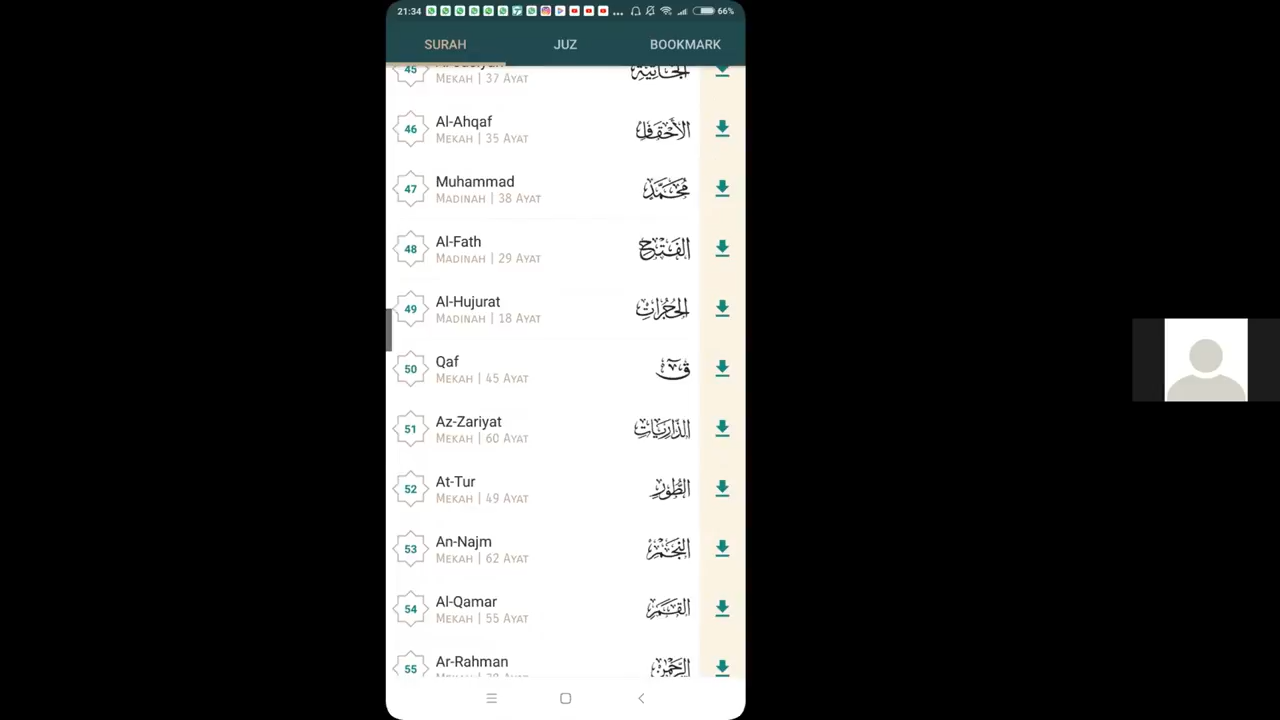 21:34 66%
SURAH JUZ BOOKMARK
45 الجاثية
MEKAH | 37 AYAT
46 Al-Ahqaf الأحقاف
MEKAH | 35 AYAT
47 Muhammad مُحَمَّد
MADINAH | 38 AYAT
48 Al-Fath الفتح
MADINAH | 29 AYAT
49 Al-Hujurat الحجرات
MADINAH | 18 AYAT
50 Qaf ق
MEKAH | 45 AYAT
51 Az-Zariyat الذاريات
MEKAH | 60 AYAT
52 At-Tur الطور
MEKAH | 49 AYAT
53 An-Najm النجم
MEKAH | 62 AYAT
54 Al-Qamar القمر
MEKAH | 55 AYAT
55 Ar-Rahman الرحمن